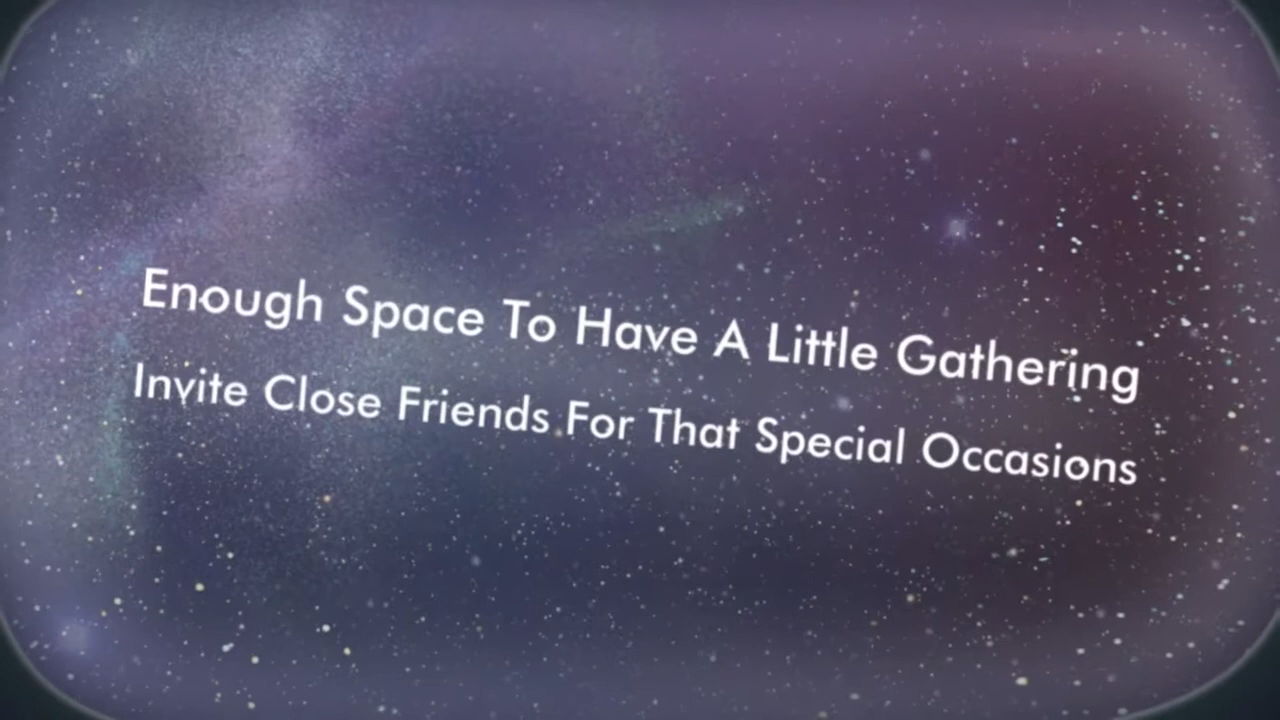 Enough Space To Have A Little Gathering
Invite Close Friends For That Special Occasions